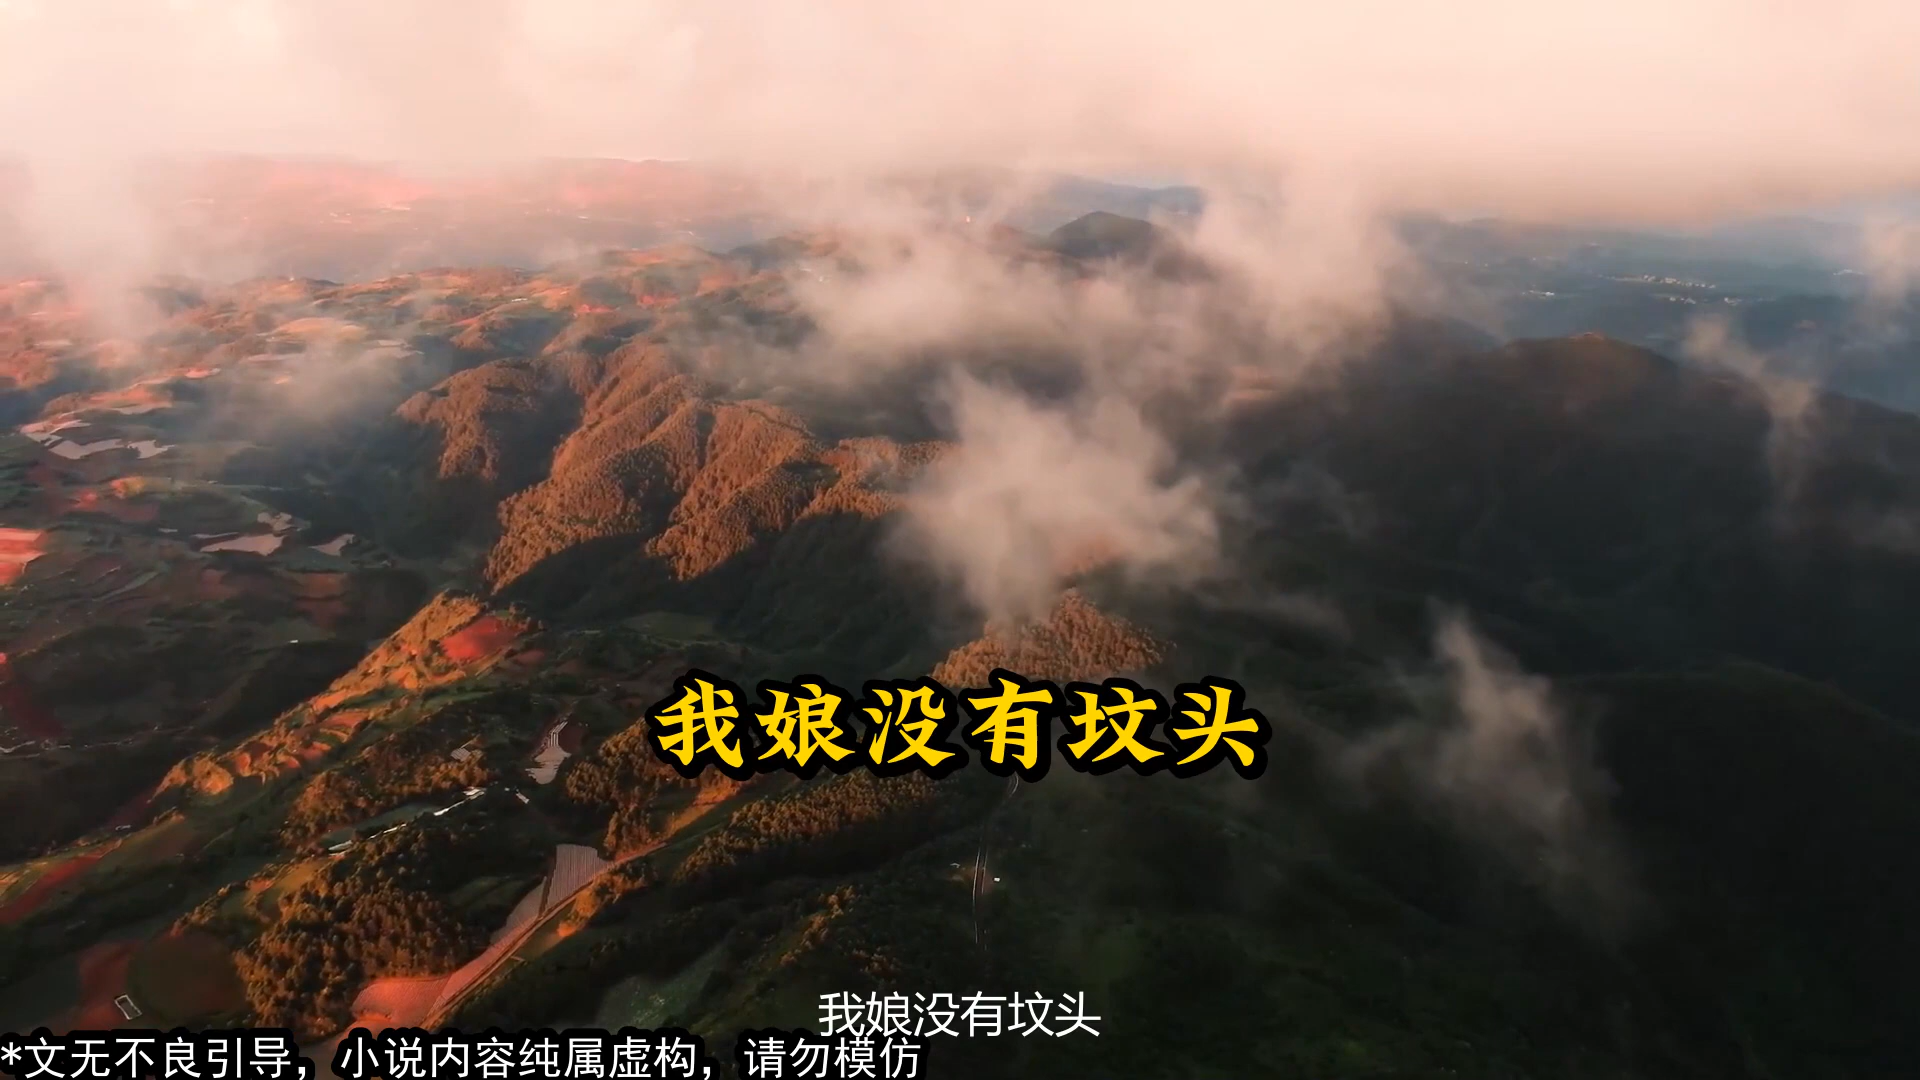 我娘没有坟头
我娘没有坟头
*文无不良引导，小说内容纯属虚构，请勿模仿